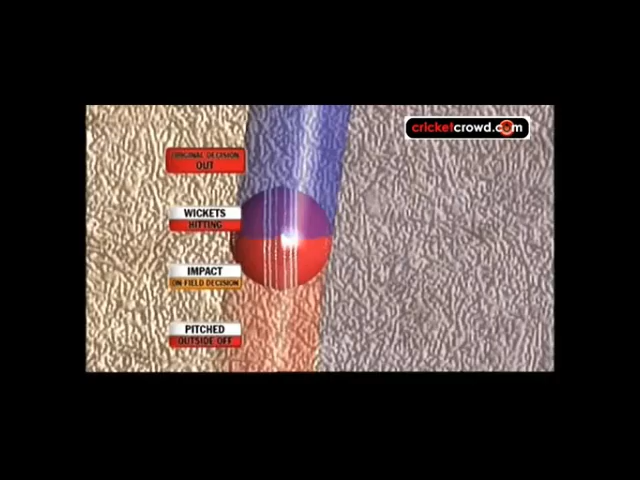 cricketcrowd.com
ORIGINAL DECISION
OUT
WICKETS
HITTING
IMPACT
ON FIELD DECISION
PITCHED
OUTSIDE OFF